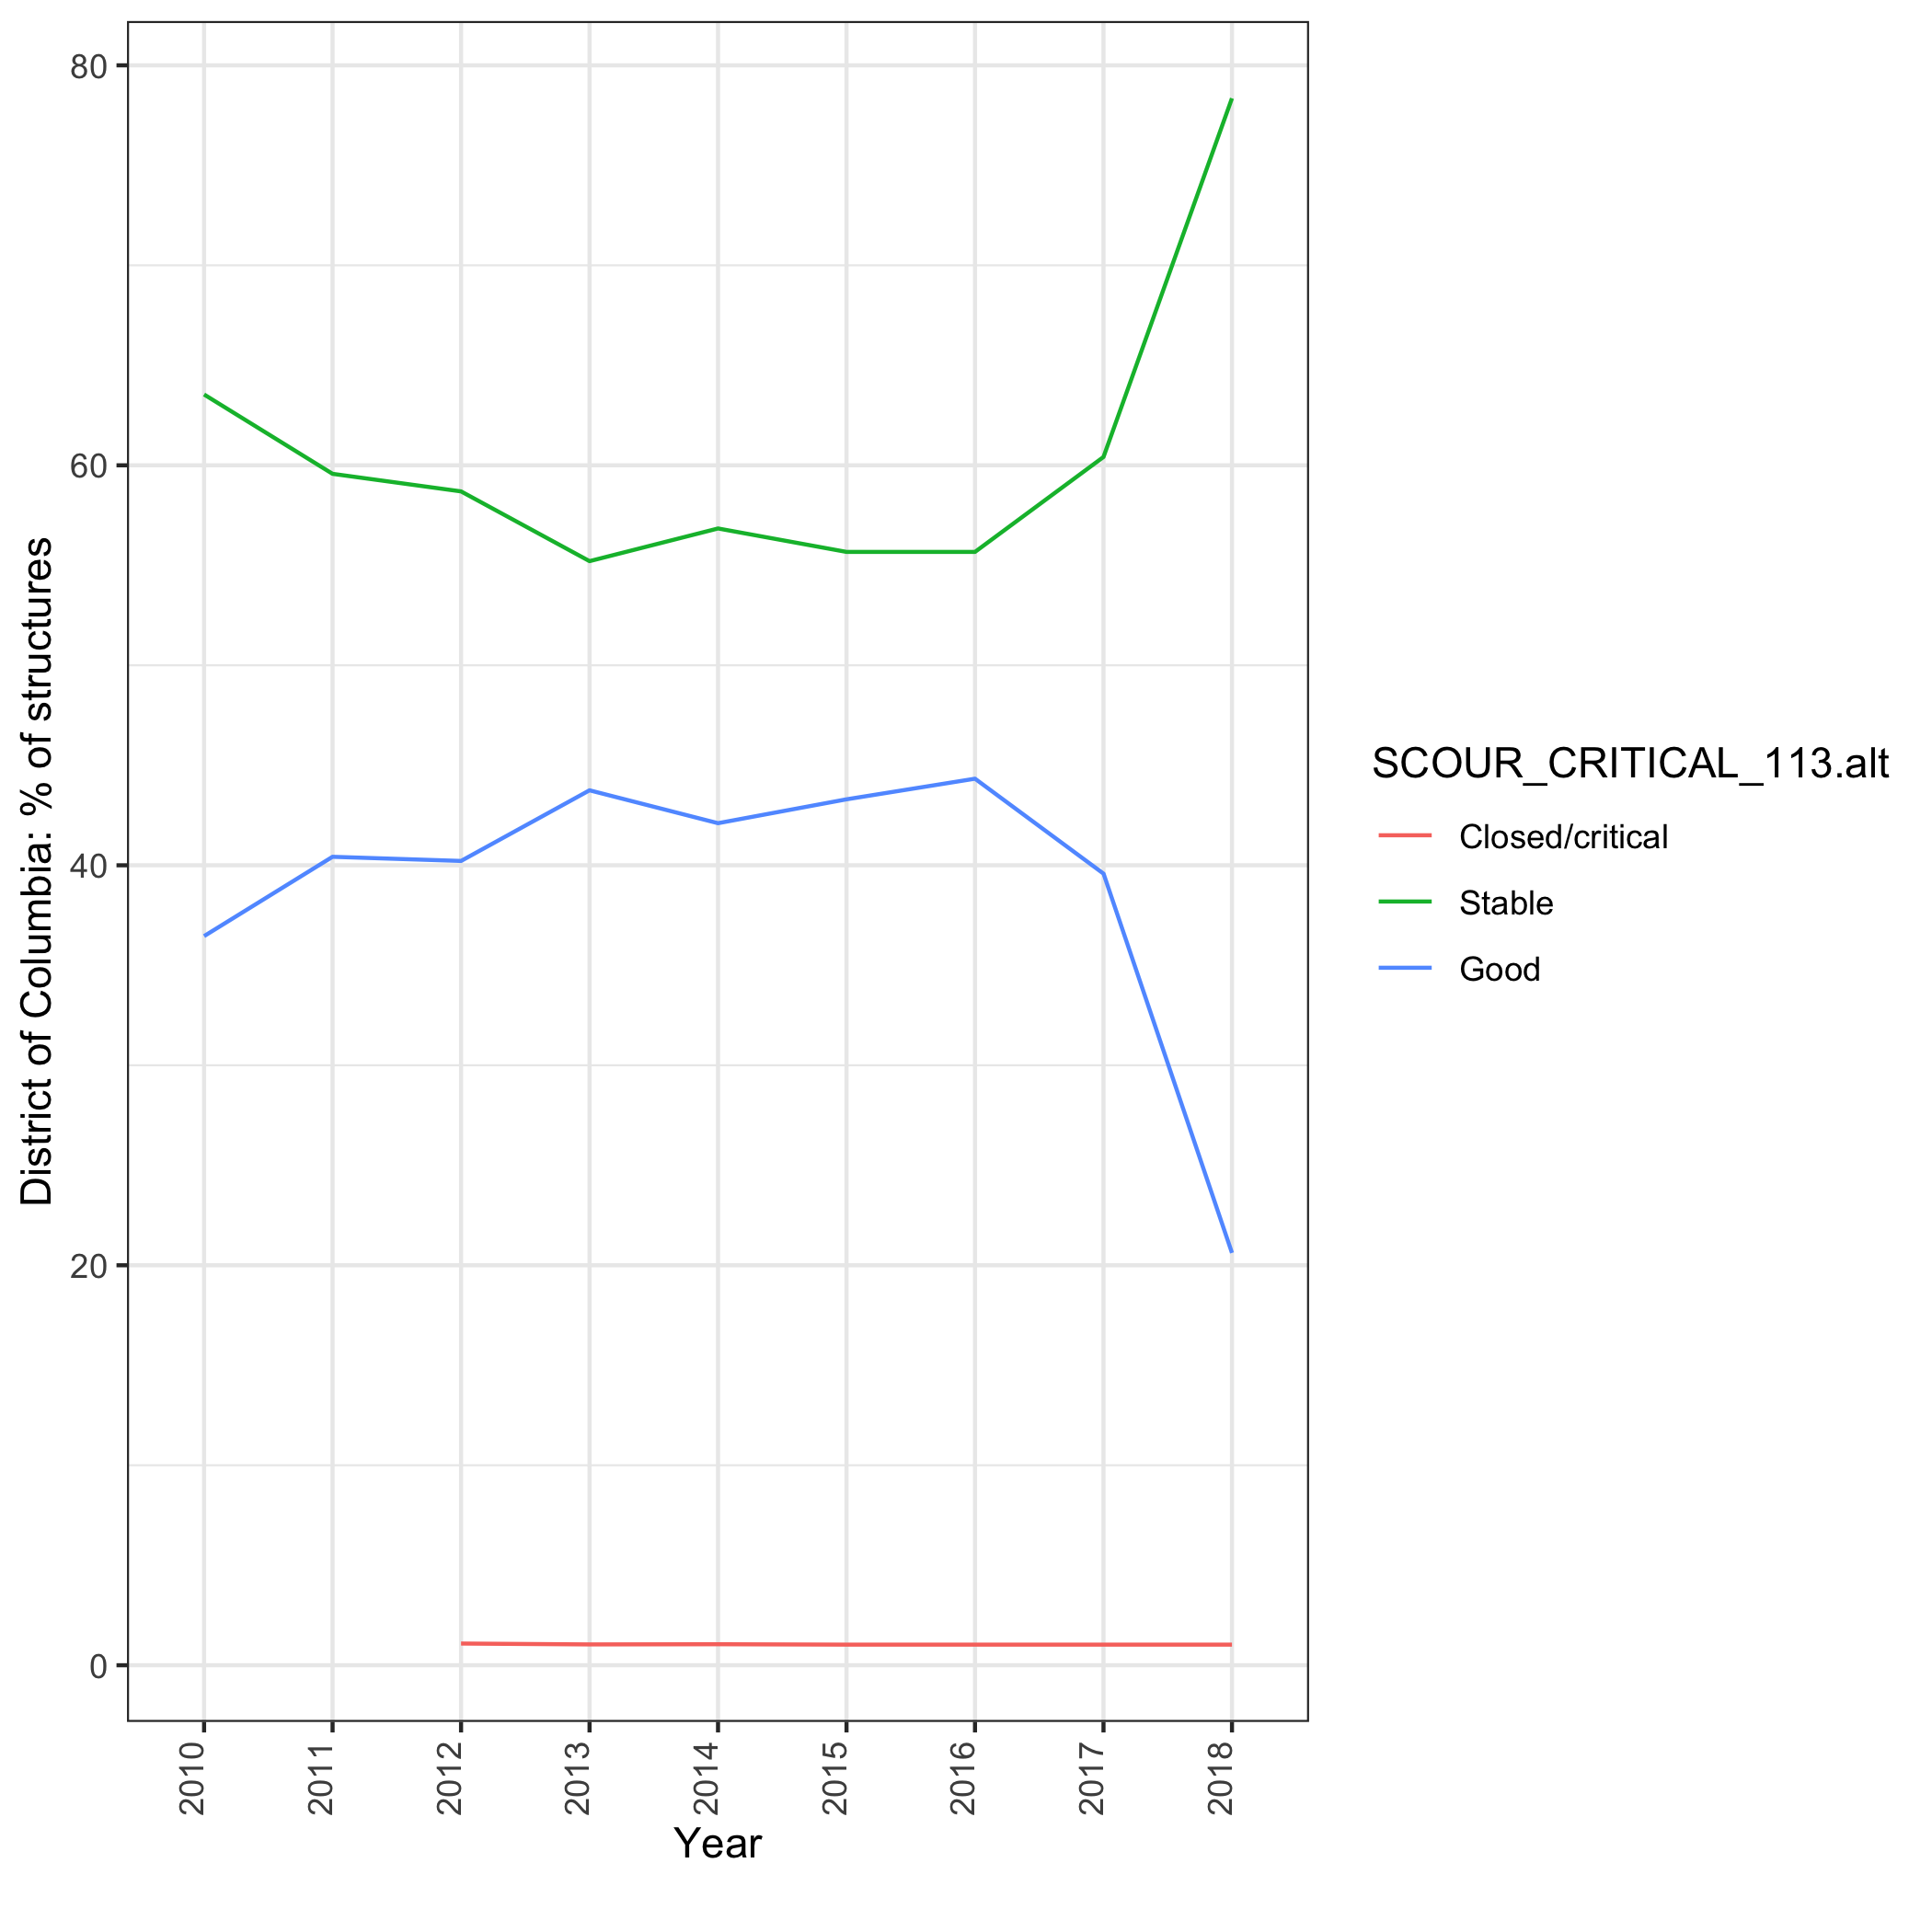 80
60
40
20
0
District of Columbia: % of structures
2010
2011
2012
2013
2014
2015
2016
2017
2018
Year
SCOUR_CRITICAL_113.alt
Closed/critical
Stable
Good